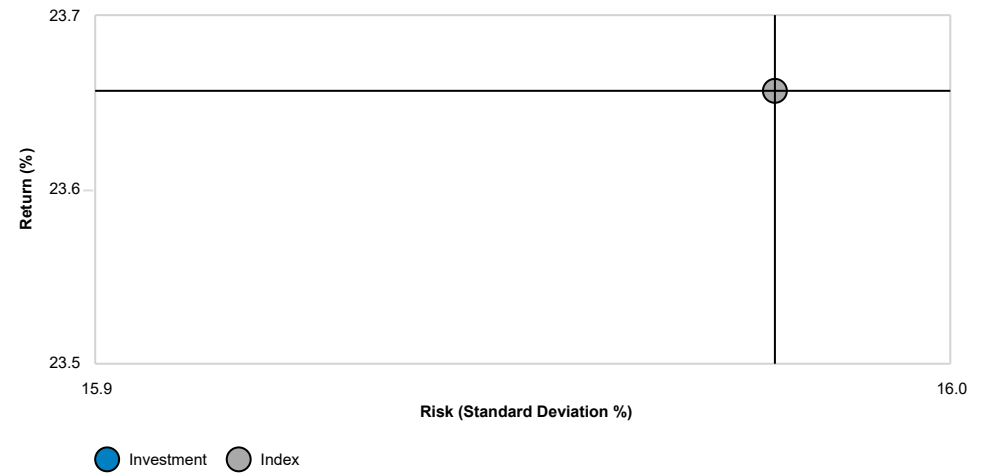 23.7
Return (%)
23.6
23.5
15.9
16.0
Risk (Standard Deviation %)
Investment
Index